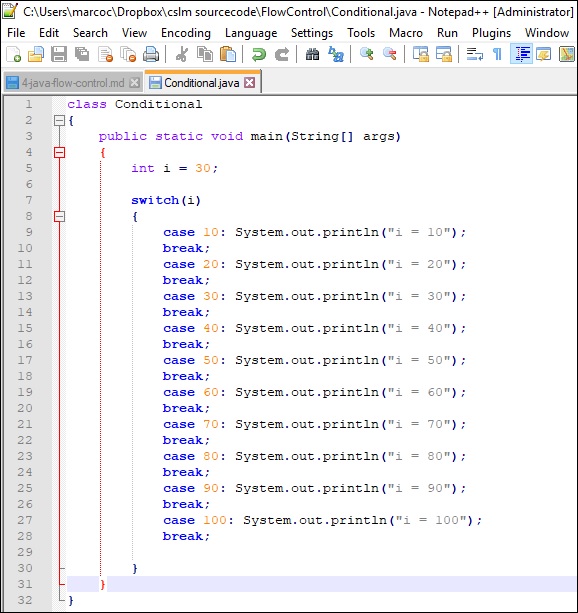 C:\Users\marcoc\Dropbox\cslm sourcecode\FlowControl\Conditional.java - Notepad++ [Administrator]
File Edit Search View Encoding Language Settings Tools Macro Run Plugins Window
4-java-flow-control.md Conditional.java
1 class Conditional
2 {
3 public static void main(String[] args)
4 {
5 int i = 30;
6
7 switch(i)
8 {
9 case 10: System.out.println("i = 10");
10 break;
11 case 20: System.out.println("i = 20");
12 break;
13 case 30: System.out.println("i = 30");
14 break;
15 case 40: System.out.println("i = 40");
16 break;
17 case 50: System.out.println("i = 50");
18 break;
19 case 60: System.out.println("i = 60");
20 break;
21 case 70: System.out.println("i = 70");
22 break;
23 case 80: System.out.println("i = 80");
24 break;
25 case 90: System.out.println("i = 90");
26 break;
27 case 100: System.out.println("i = 100");
28 break;
29
30 }
31 }
32 }